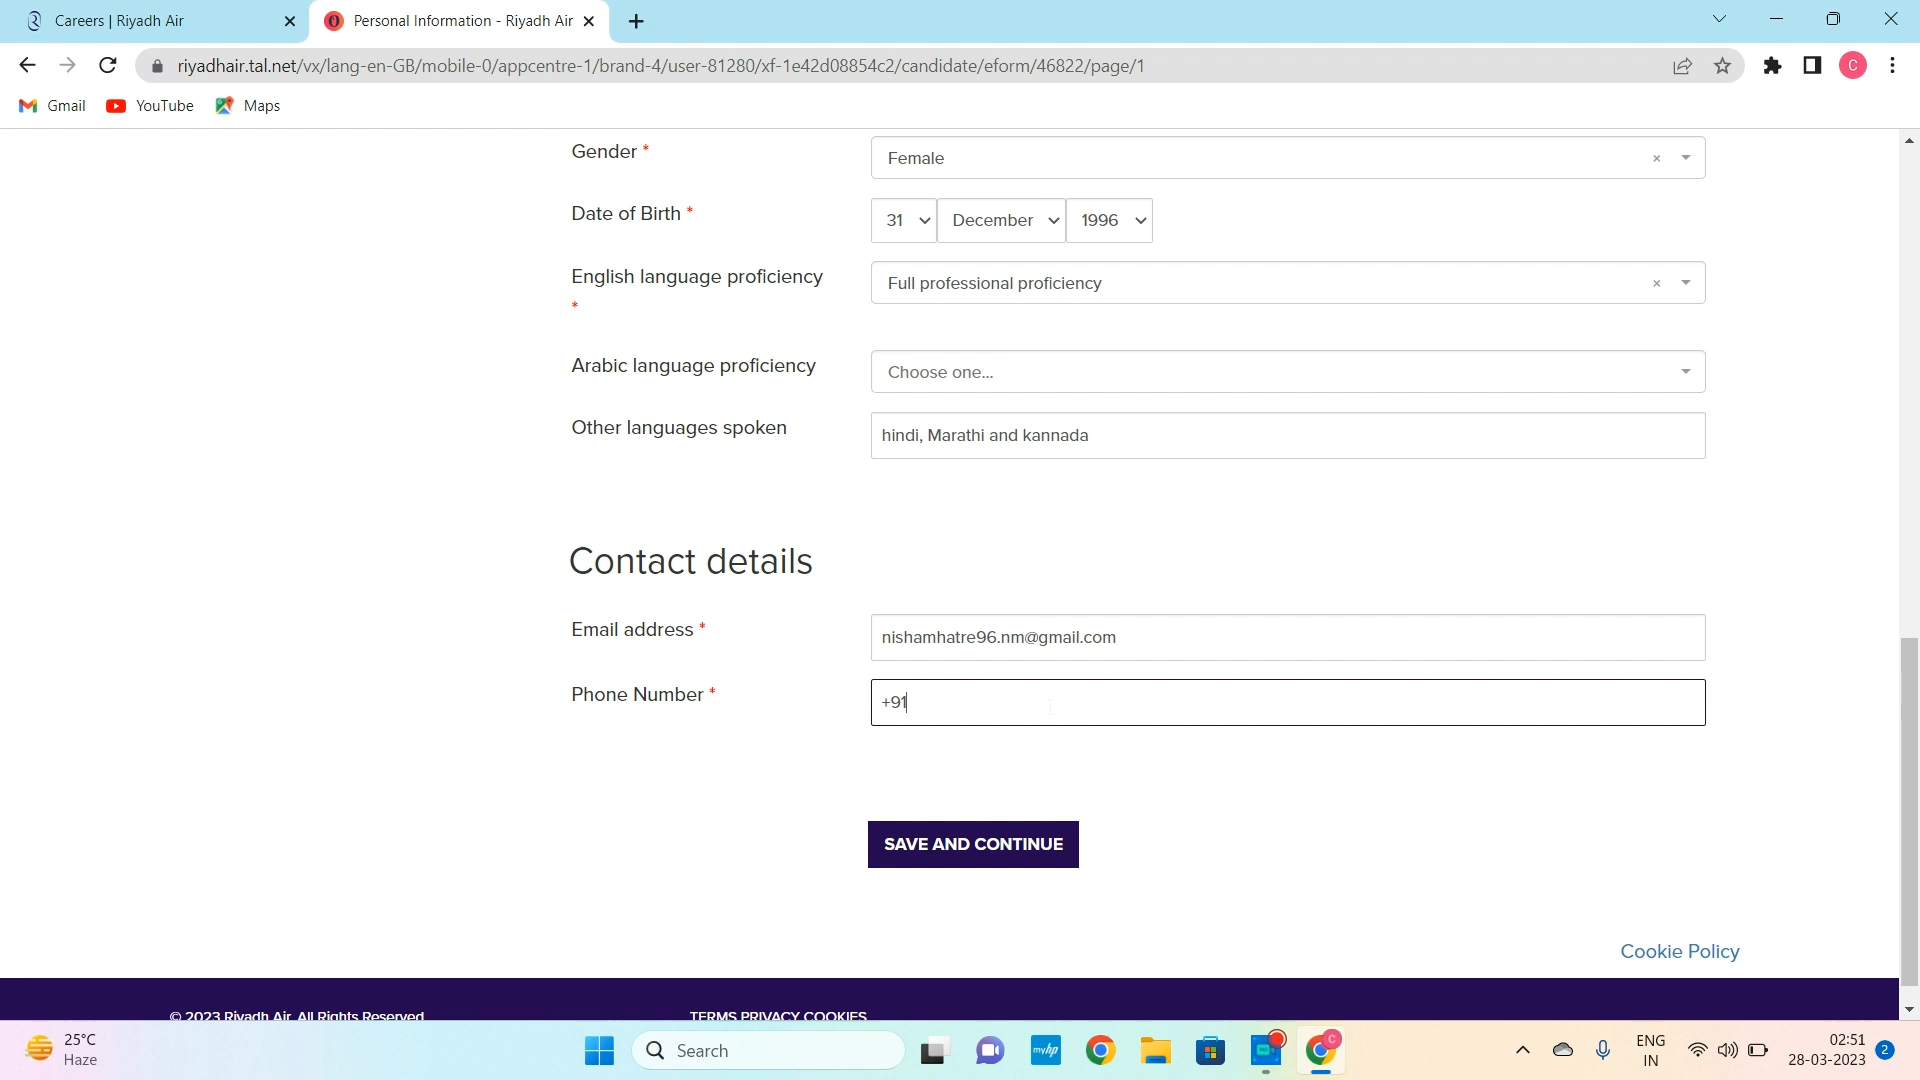 Careers | Riyadh Air
Personal Information - Riyadh Air
riyadhair.tal.net/vx/lang-en-GB/mobile-0/appcentre-1/brand-4/user-81280/xf-1e42d08854c2/candidate/eform/46822/page/1
C
Gmail
YouTube
Maps
Gender *
Female
Date of Birth *
31
December
1996
English language proficiency
*
Full professional proficiency
Arabic language proficiency
Choose one...
Other languages spoken
hindi, Marathi and kannada
Contact details
Email address *
nishamhatre96.nm@gmail.com
Phone Number *
+91
SAVE AND CONTINUE
Cookie Policy
© 2023 Riyadh Air. All Rights Reserved
TERMS PRIVACY COOKIES
25°C
Haze
Search
myhp
C
ENG
IN
02:51
28-03-2023
2